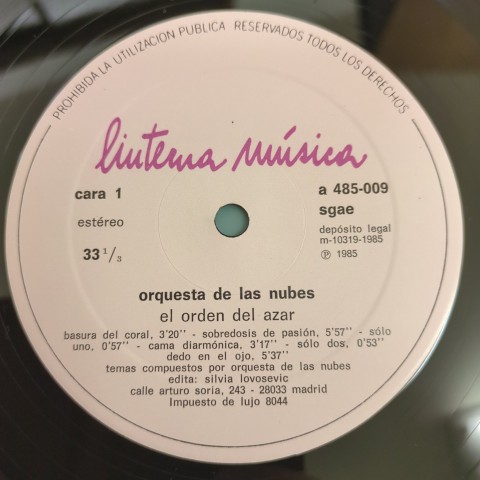 PROHIBIDA LA UTILIZACION PUBLICA RESERVADOS TODOS LOS DERECHOS
linterna música
cara 1
a 485-009
estéreo
sgae
33 1/3
depósito legal
m-10319-1985
℗ 1985
orquesta de las nubes
el orden del azar
basura del coral, 3'20'' - sobredosis de pasión, 5'57'' - sólo
uno, 0'57'' - cama diarmónica, 3'17'' - sólo dos, 0'53''
dedo en el ojo, 5'37''
temas compuestos por orquesta de las nubes
edita: silvia lovosevic
calle arturo soria, 243 - 28033 madrid
Impuesto de lujo 8044